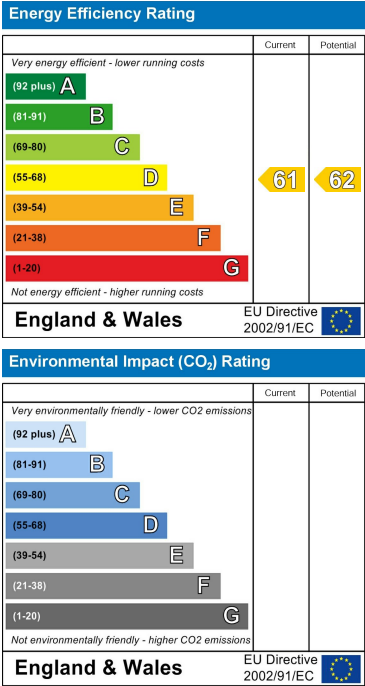 Energy Efficiency Rating
Current Potential
Very energy efficient - lower running costs
(92 plus) A
(81-91) B
(69-80) C
(55-68) D 61 62
(39-54) E
(21-38) F
(1-20) G
Not energy efficient - higher running costs
England & Wales
EU Directive
2002/91/EC
Environmental Impact (CO₂) Rating
Current Potential
Very environmentally friendly - lower CO2 emissions
(92 plus) A
(81-91) B
(69-80) C
(55-68) D
(39-54) E
(21-38) F
(1-20) G
Not environmentally friendly - higher CO2 emissions
England & Wales
EU Directive
2002/91/EC